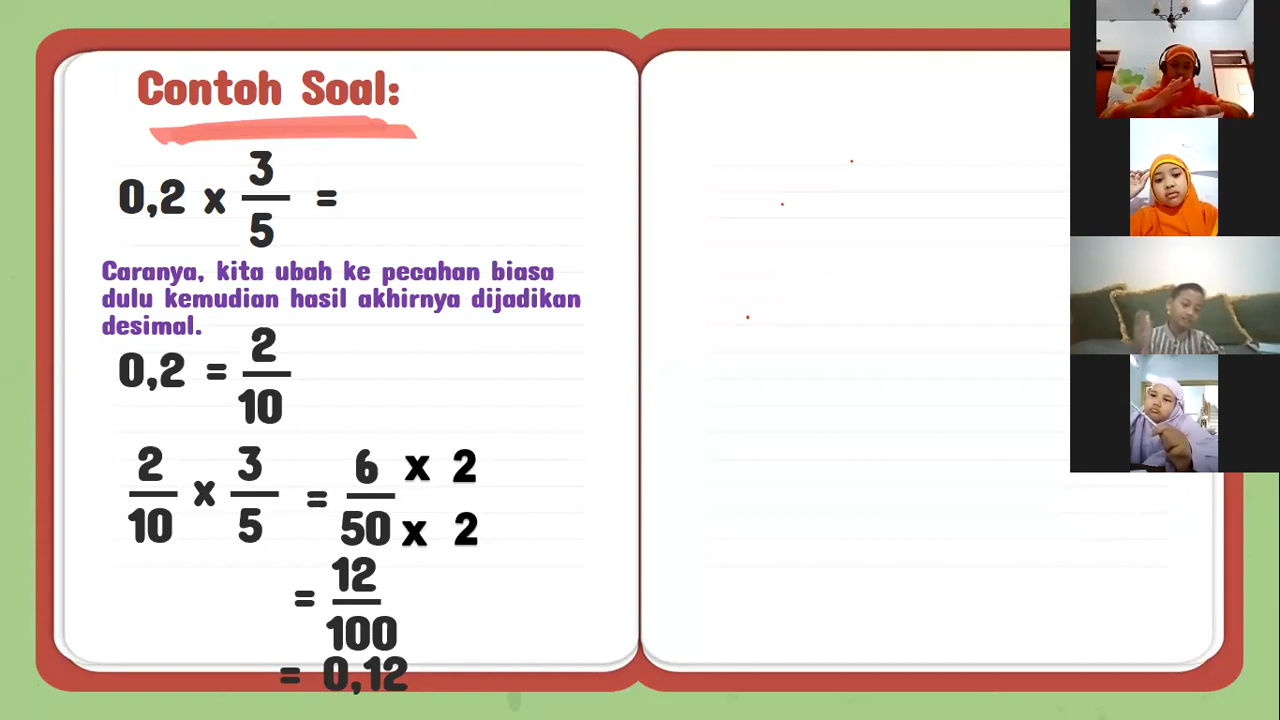 Contoh Soal:
0,2 x 3/5 =
Caranya, kita ubah ke pecahan biasa
dulu kemudian hasil akhirnya dijadikan
desimal.
0,2 = 2/10
2/10 x 3/5 = 6/50 x 2 / x 2
= 12/100
= 0,12